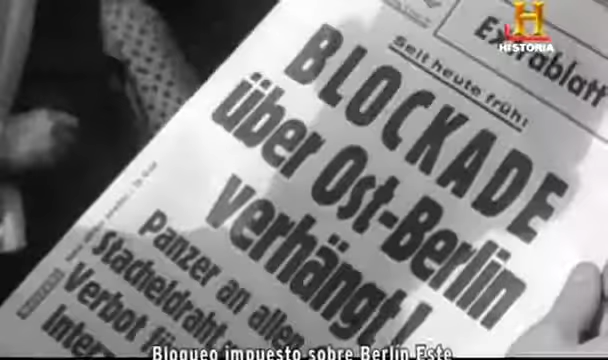 H
HISTORIA
Extrablatt
Seit heute früh:
BLOCKADE
über Ost-Berlin
verhängt!
Panzer an allen
Stacheldraht
Verbot
Bloqueo impuesto sobre Berlín Este